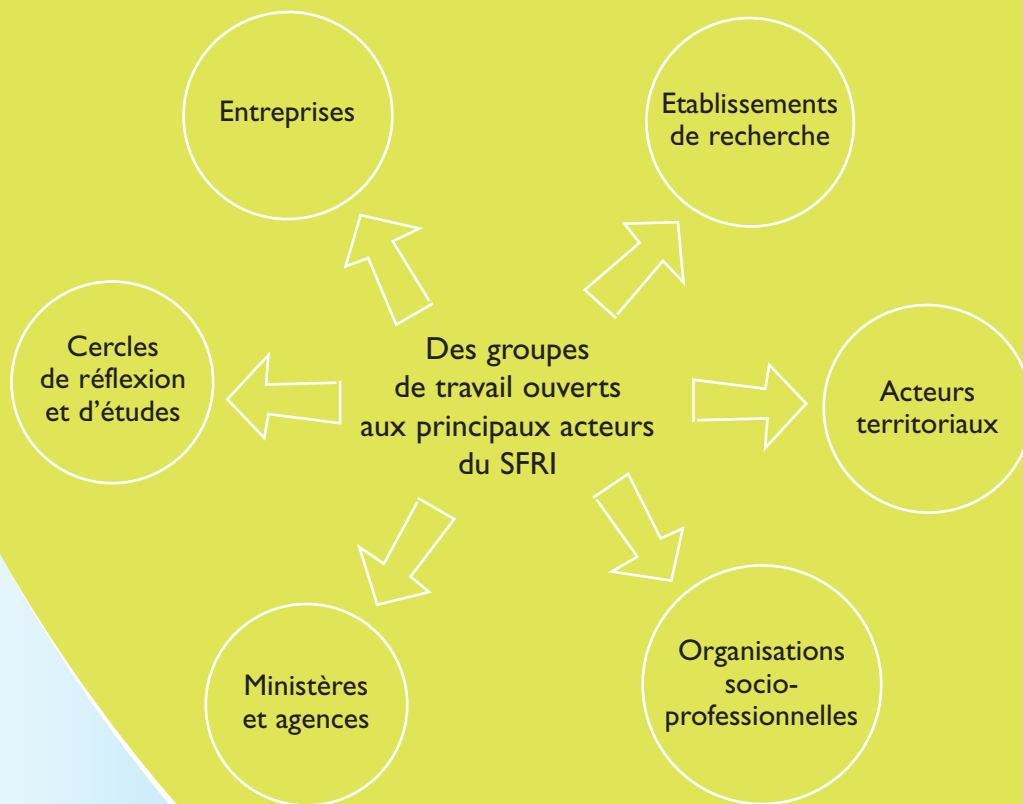 Entreprises
Etablissements
de recherche
Cercles
de réflexion
et d'études
Des groupes
de travail ouverts
aux principaux acteurs
du SFRI
Acteurs
territoriaux
Ministères
et agences
Organisations
socio-
professionnelles